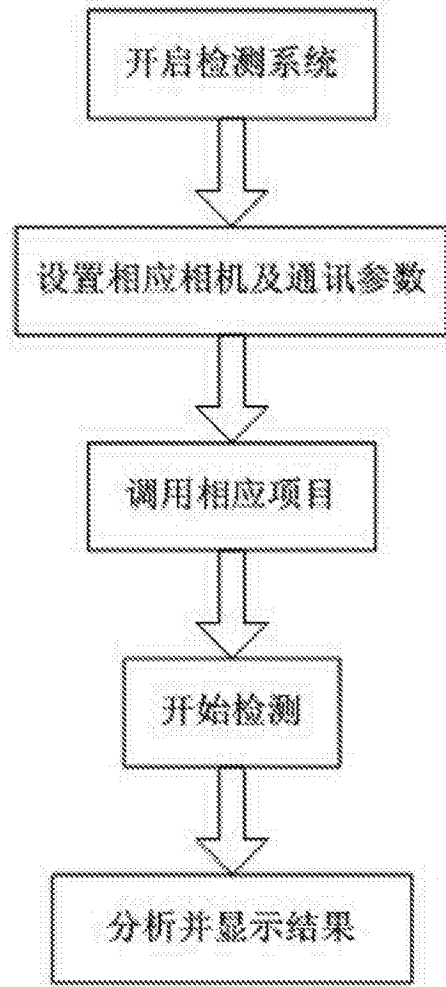 开启检测系统
设置相应相机及通讯参数
调用相应项目
开始检测
分析并显示结果